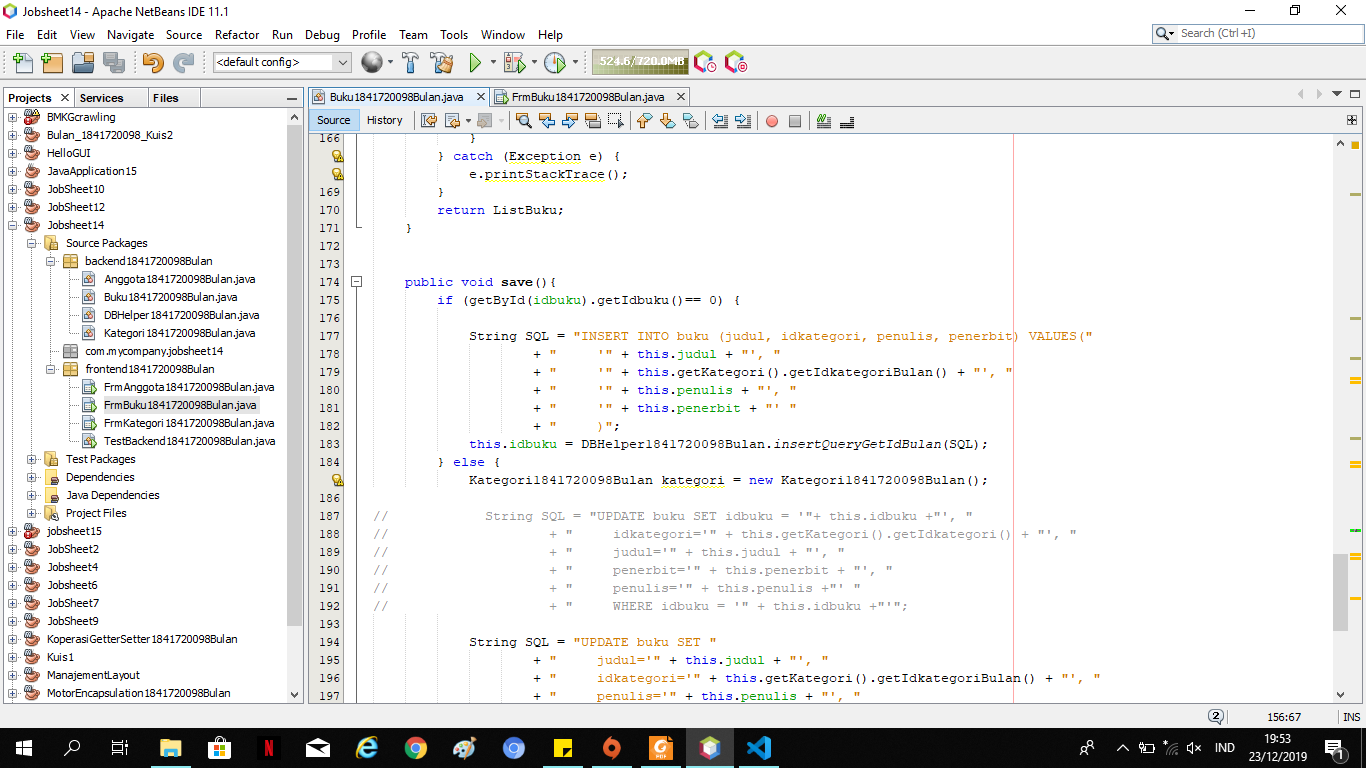 Jobsheet14 - Apache NetBeans IDE 11.1
File Edit View Navigate Source Refactor Run Debug Profile Team Tools Window Help
Search (Ctrl +I)
<default config>
524.6/720.0MB
Projects Services Files
Buku1841720098Bulan.java FrmBuku1841720098Bulan.java
Source History
BMKGcrawling
Bulan_1841720098_Kuis2
HelloGUI
JavaApplication15
JobSheet10
JobSheet12
Jobsheet14
Source Packages
backend1841720098Bulan
Anggota1841720098Bulan.java
Buku1841720098Bulan.java
DBHelper1841720098Bulan.java
Kategori1841720098Bulan.java
com.mycompany.jobsheet14
frontend1841720098Bulan
FrmAnggota1841720098Bulan.java
FrmBuku1841720098Bulan.java
FrmKategori1841720098Bulan.java
TestBackend1841720098Bulan.java
Test Packages
Dependencies
Java Dependencies
Project Files
jobsheet15
JobSheet2
Jobsheet4
Jobsheet6
JobSheet7
JobSheet9
KoperasiGetterSetter1841720098Bulan
Kuis1
ManajementLayout
MotorEncapsulation1841720098Bulan
166 }
} catch (Exception e) {
e.printStackTrace();
169 }
170 return ListBuku;
171 }
172
173
174 public void save(){
175 if (getById(idbuku).getIdbuku()== 0) {
176
177 String SQL = "INSERT INTO buku (judul, idkategori, penulis, penerbit) VALUES("
178 + "     '" + this.judul + "', "
179 + "     '" + this.getKategori().getIdkategoriBulan() + "', "
180 + "     '" + this.penulis + "', "
181 + "     '" + this.penerbit + "' "
182 + "     )";
183 this.idbuku = DBHelper1841720098Bulan.insertQueryGetIdBulan(SQL);
184 } else {
Kategori1841720098Bulan kategori = new Kategori1841720098Bulan();
186
187 // String SQL = "UPDATE buku SET idbuku = '"+ this.idbuku +"', "
188 // + "     idkategori='" + this.getKategori().getIdkategori() + "', "
189 // + "     judul='" + this.judul + "', "
190 // + "     penerbit='" + this.penerbit + "', "
191 // + "     penulis='" + this.penulis +"' "
192 // + "     WHERE idbuku = '" + this.idbuku +"'";
193
194 String SQL = "UPDATE buku SET "
195 + "     judul='" + this.judul + "', "
196 + "     idkategori='" + this.getKategori().getIdkategoriBulan() + "', "
197 + "     penulis='" + this.penulis + "', "
2 156:67 INS
IND
19:53
23/12/2019
1